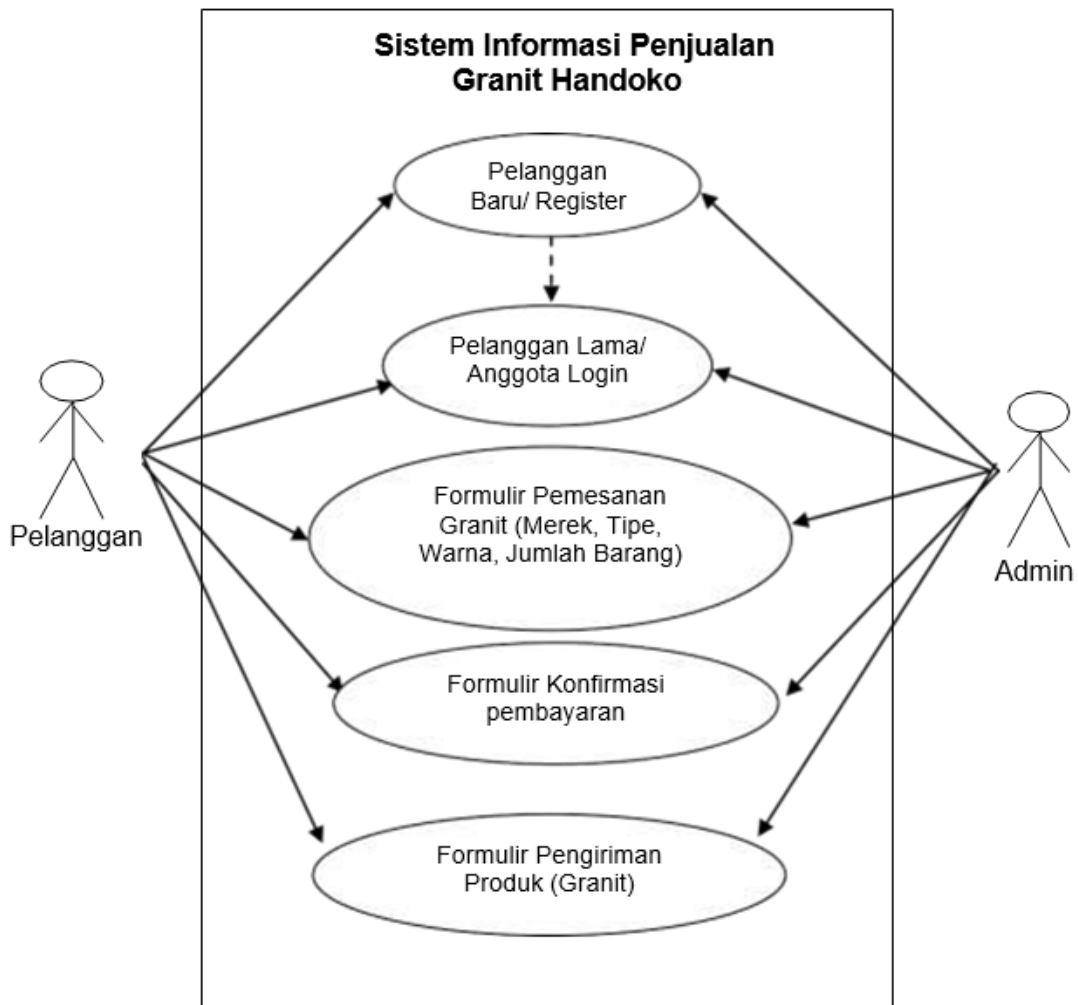 Sistem Informasi Penjualan
Granit Handoko
Pelanggan
Baru/ Register
Pelanggan Lama/
Anggota Login
Formulir Pemesanan
Granit (Merek, Tipe,
Warna, Jumlah Barang)
Pelanggan
Admin
Formulir Konfirmasi
pembayaran
Formulir Pengiriman
Produk (Granit)